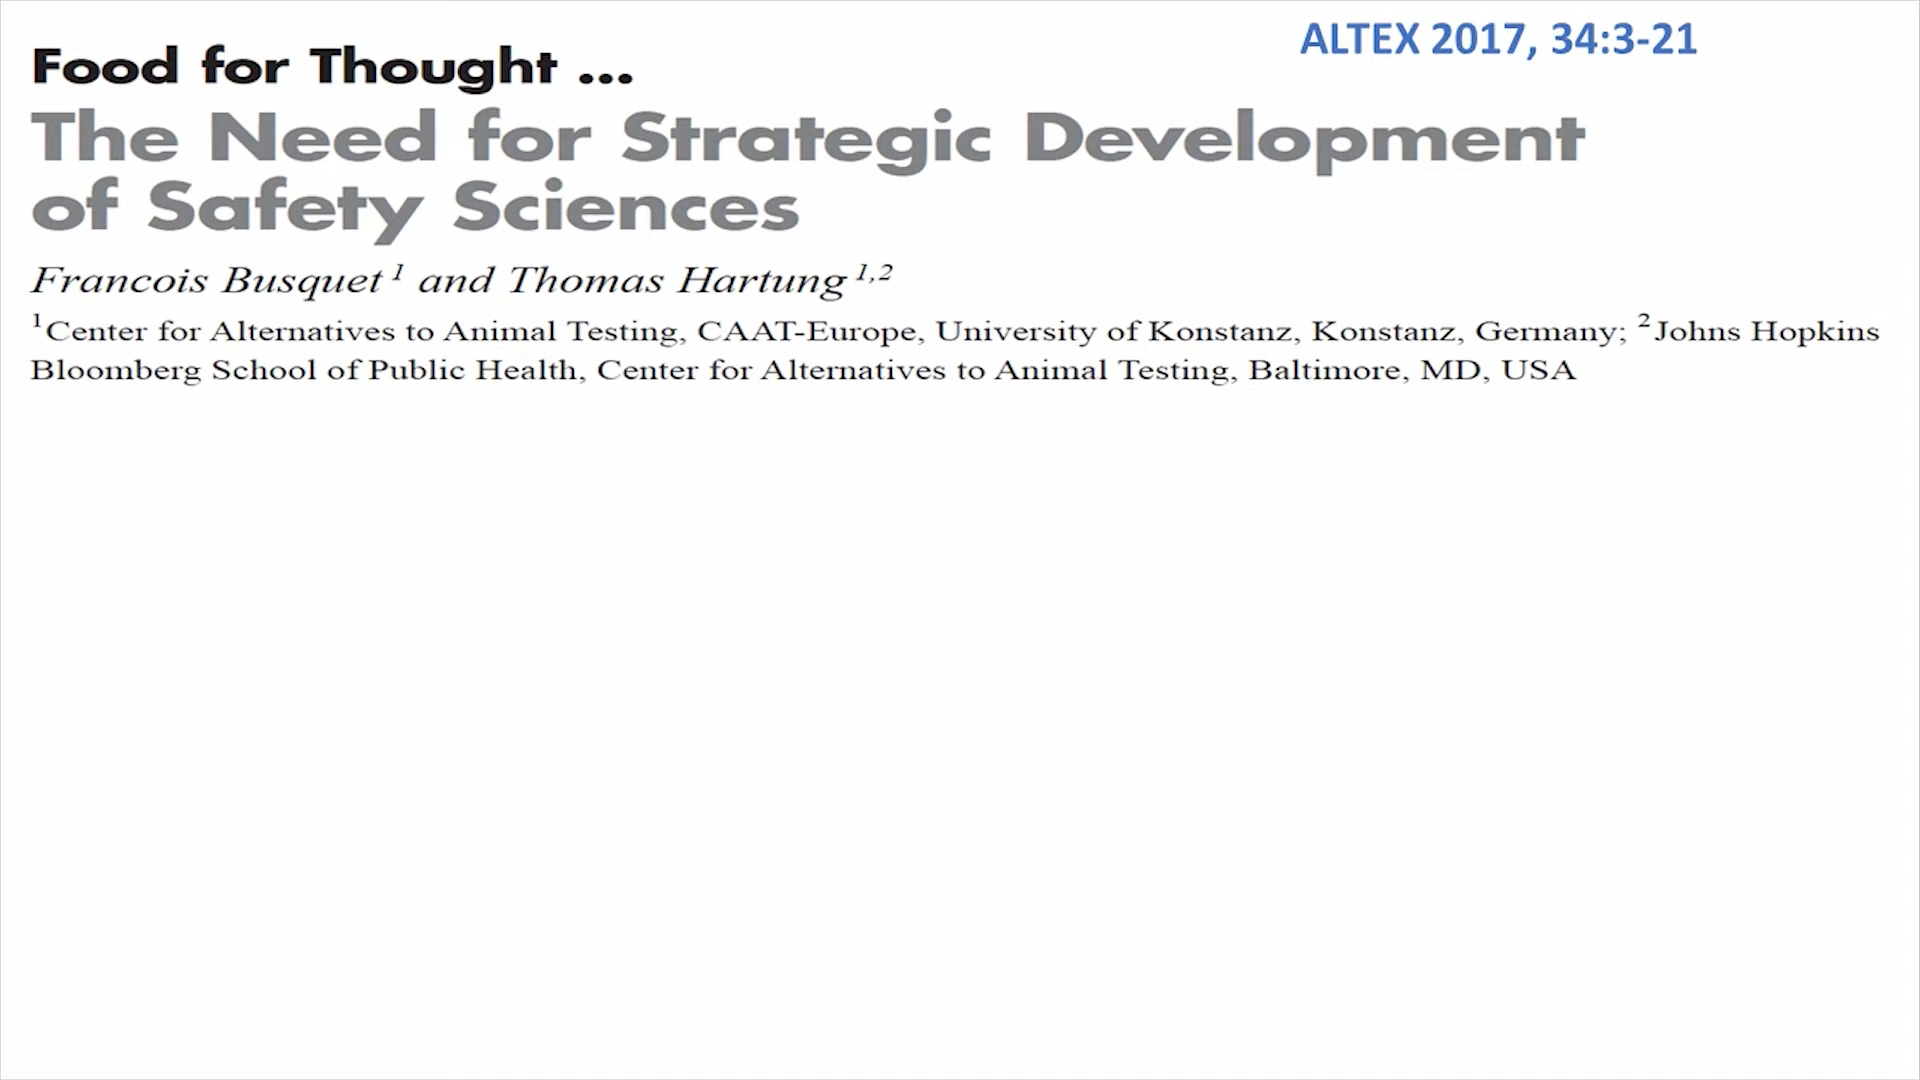 ALTEX 2017, 34:3-21
Food for Thought ...
The Need for Strategic Development
of Safety Sciences
Francois Busquet 1 and Thomas Hartung 1,2
1Center for Alternatives to Animal Testing, CAAT-Europe, University of Konstanz, Konstanz, Germany; 2Johns Hopkins
Bloomberg School of Public Health, Center for Alternatives to Animal Testing, Baltimore, MD, USA